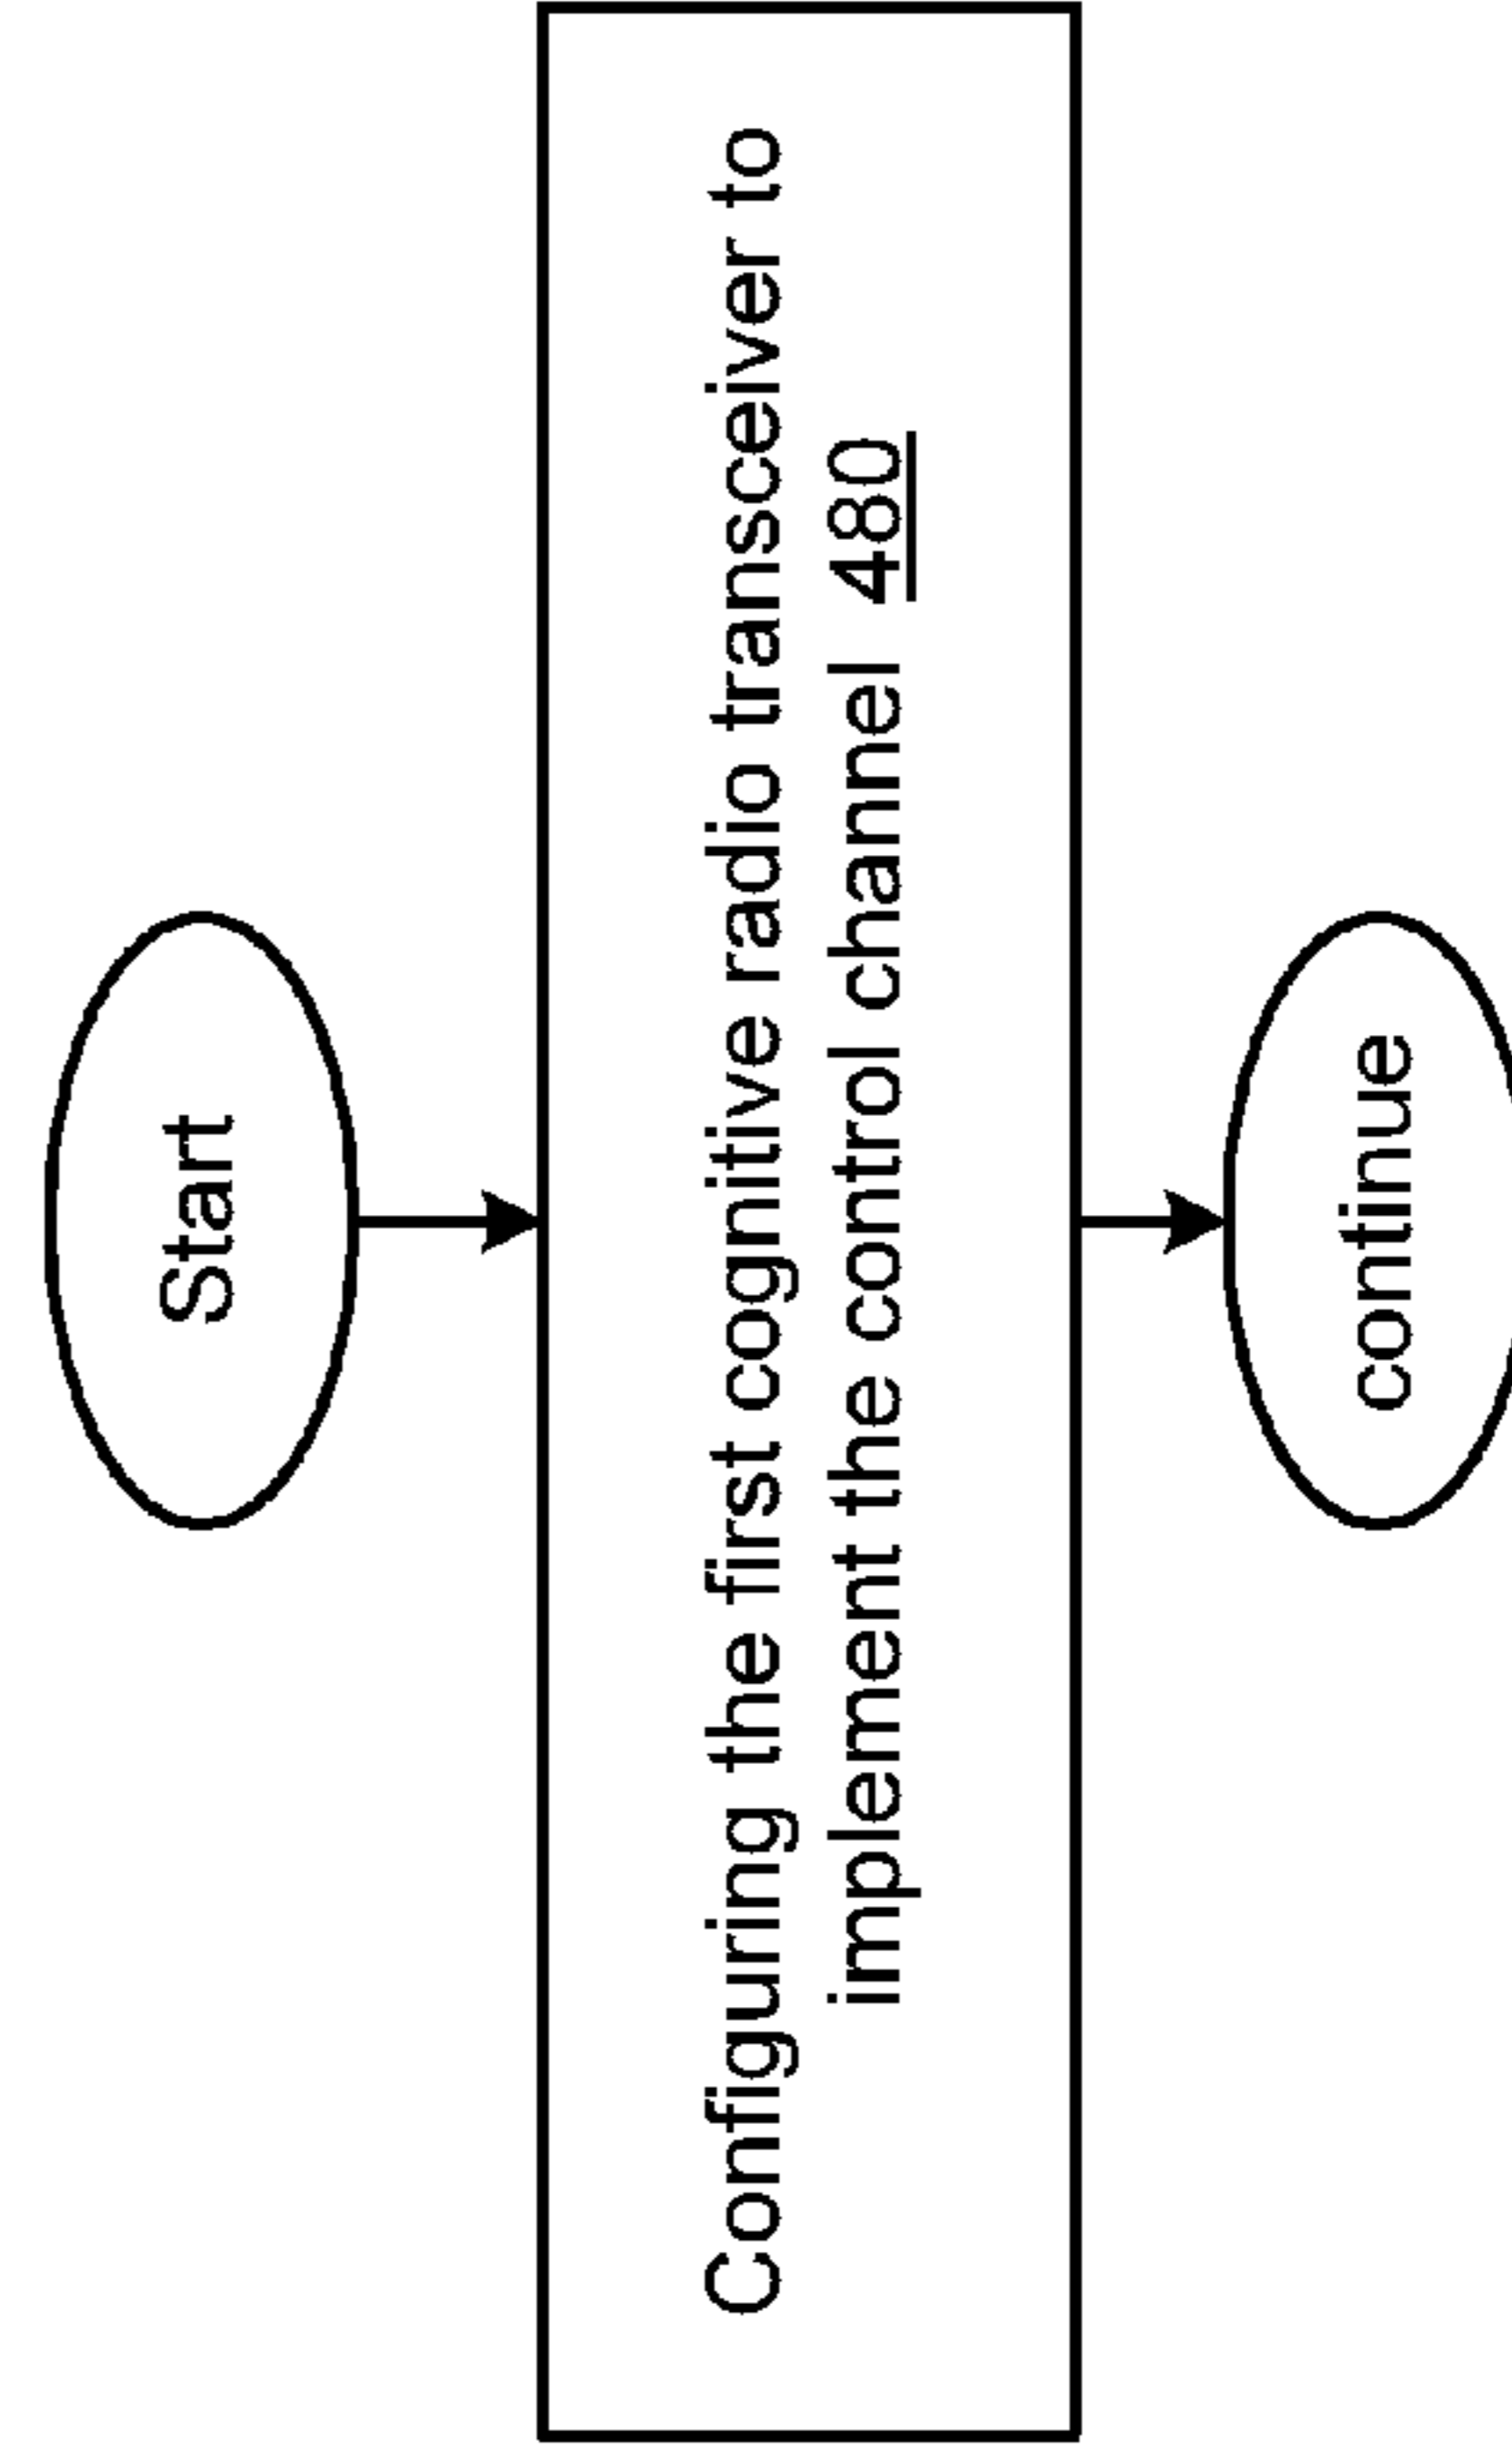 Start
Configuring the first cognitive radio transceiver to
implement the control channel 480
continue